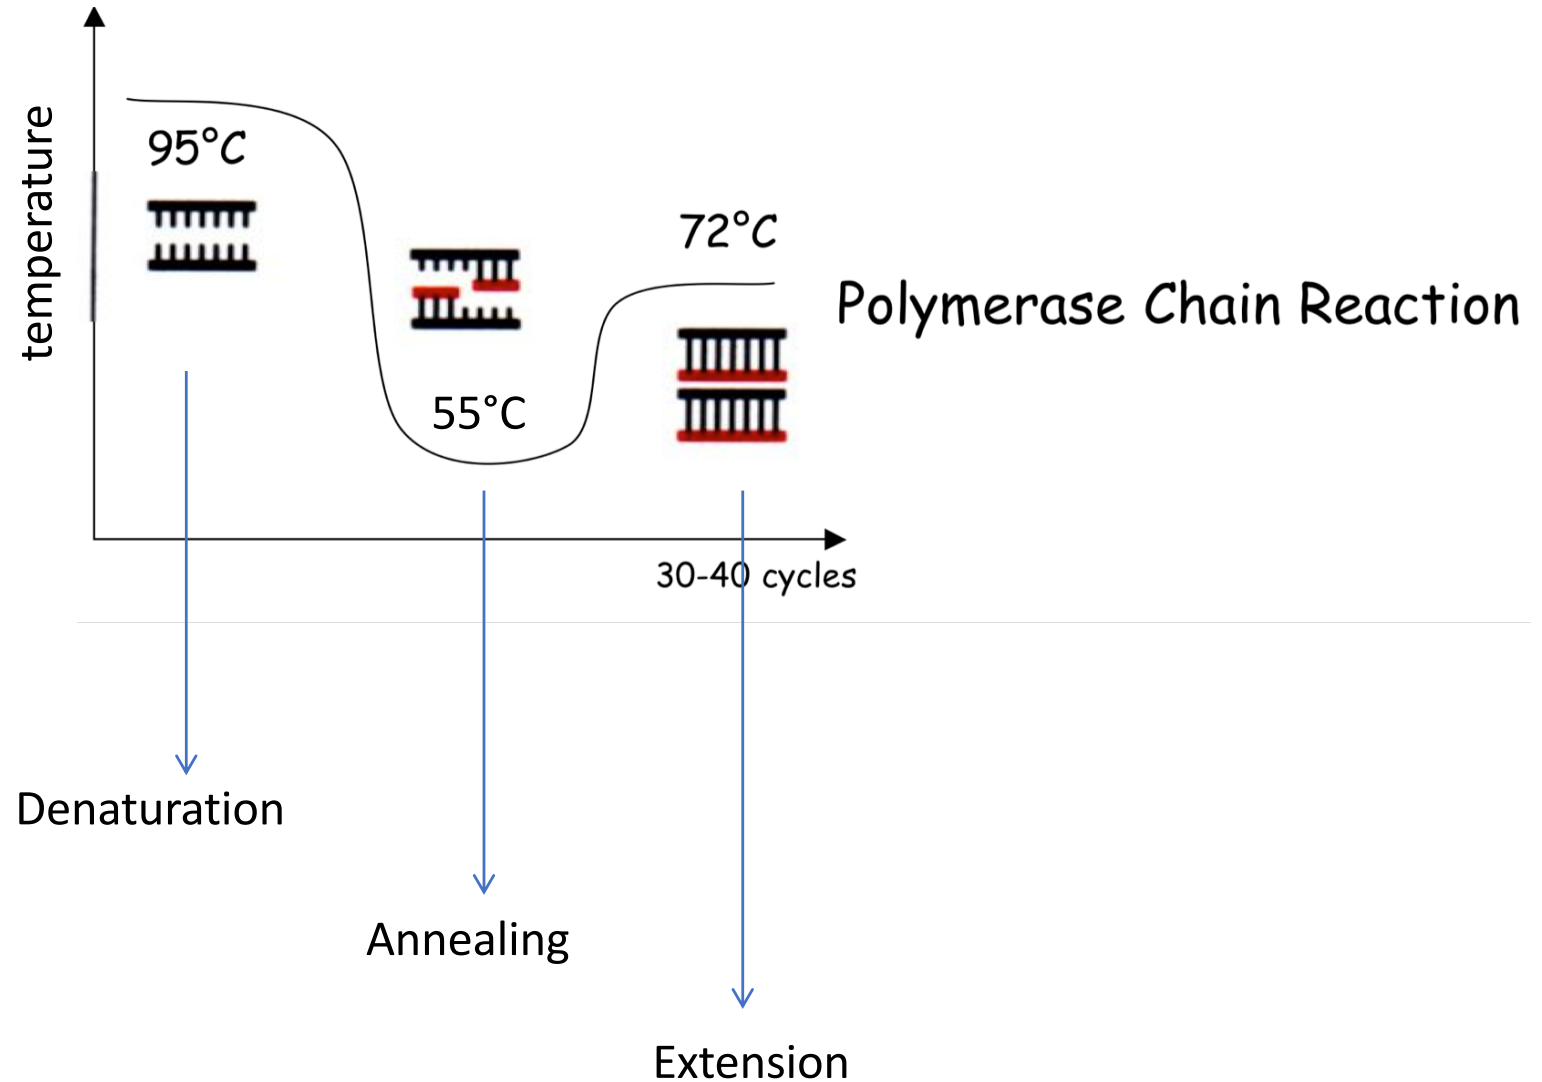 temperature
95°C
72°C
Polymerase Chain Reaction
55°C
30-40 cycles
Denaturation
Annealing
Extension